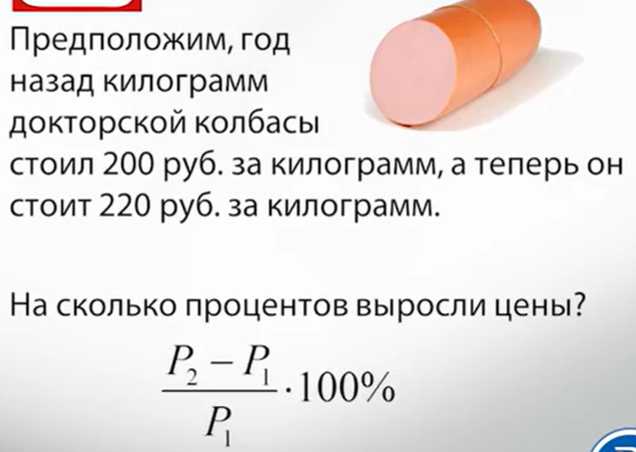 Предположим, год
назад килограмм
докторской колбасы
стоил 200 руб. за килограмм, а теперь он
стоит 220 руб. за килограмм.
На сколько процентов выросли цены?
P₂ − P₁
P₁
· 100%